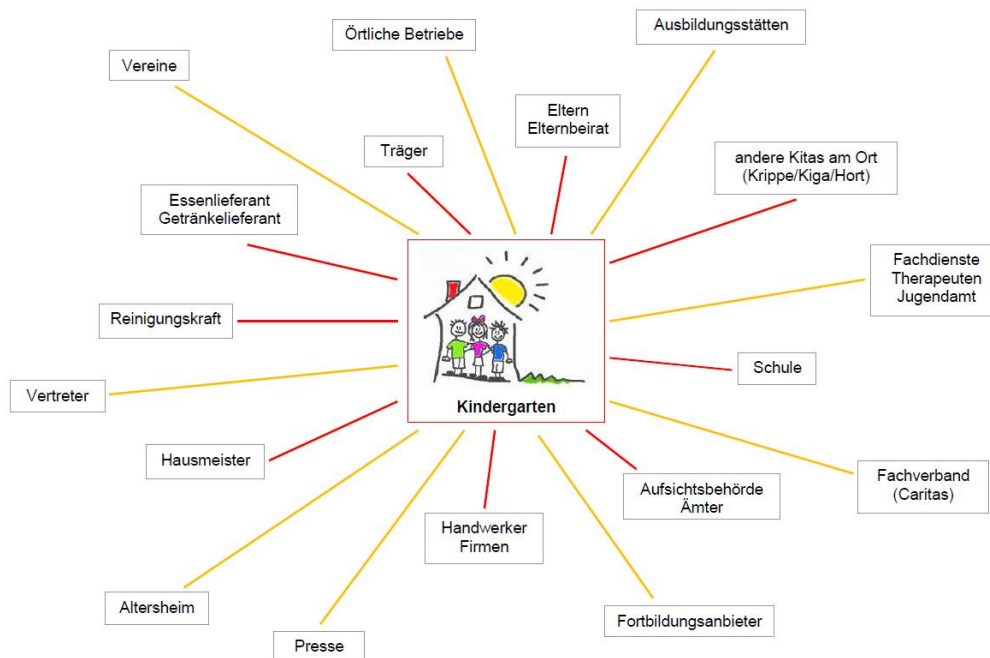 Örtliche Betriebe
Ausbildungsstätten
Vereine
Eltern
Elternbeirat
Träger
andere Kitas am Ort
(Krippe/Kiga/Hort)
Essenlieferant
Getränkelieferant
Fachdienste
Therapeuten
Jugendamt
Reinigungskraft
Schule
Vertreter
Kindergarten
Hausmeister
Fachverband
(Caritas)
Aufsichtsbehörde
Ämter
Handwerker
Firmen
Altersheim
Fortbildungsanbieter
Presse